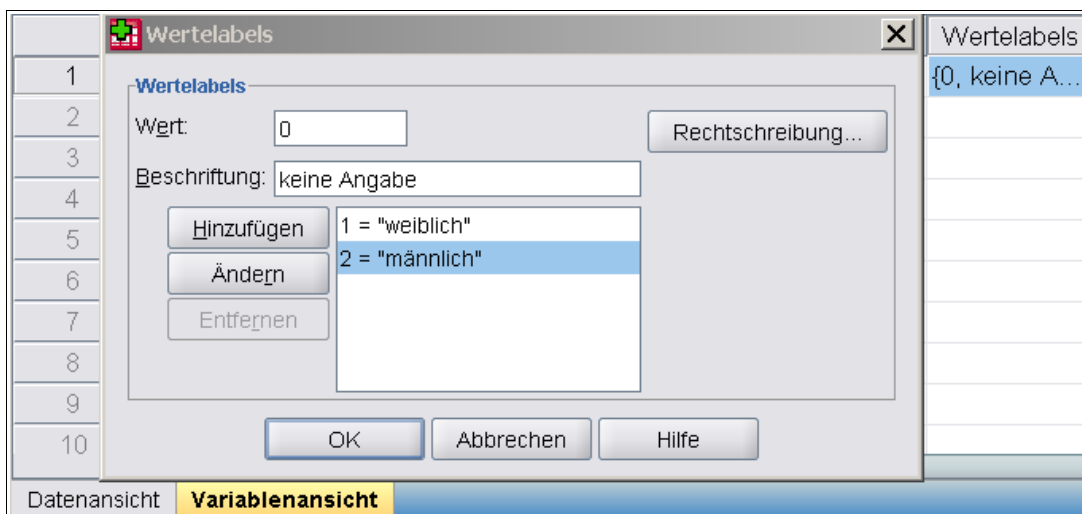 Wertelabels
Wertelabels
1
{0, keine A...
Wertelabels
2
Wert:
0
Rechtschreibung...
3
Beschriftung:
keine Angabe
4
Hinzufügen
1 = "weiblich"
5
2 = "männlich"
Ändern
6
Entfernen
7
8
9
OK
Abbrechen
Hilfe
10
Datenansicht
Variablenansicht